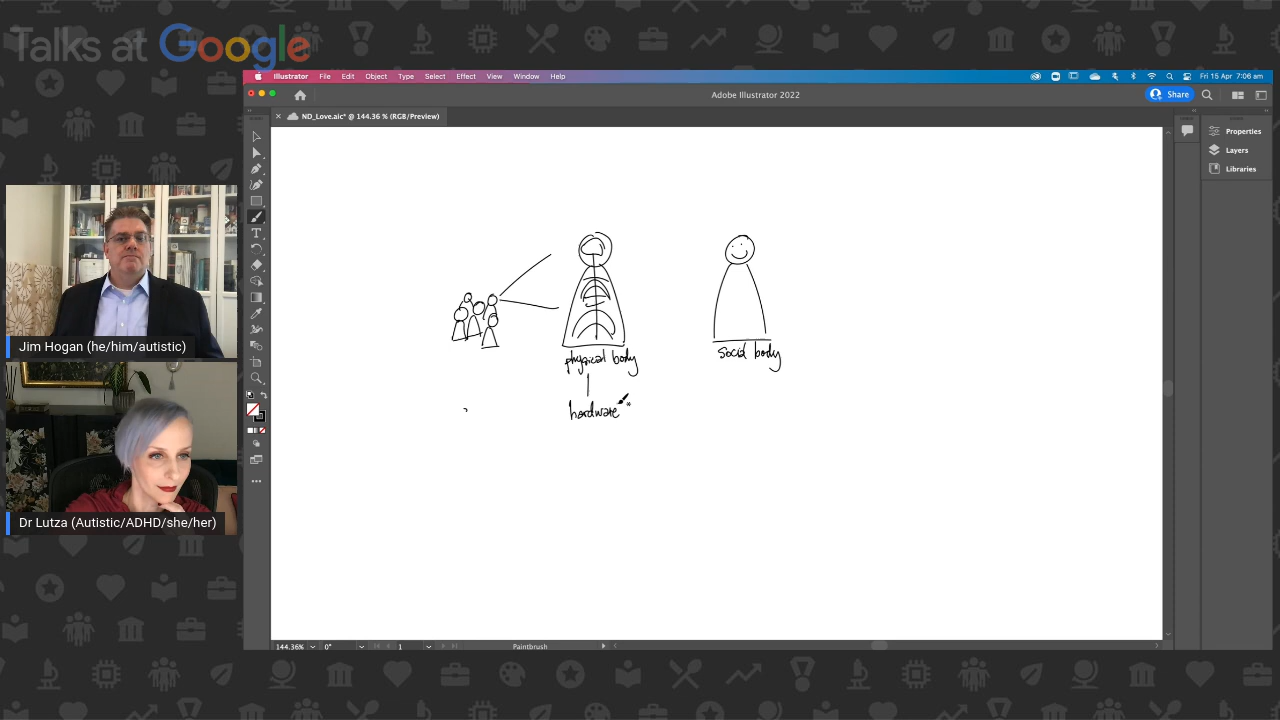 Talks at Google
Illustrator File Edit Object Type Select Effect View Window Help
Fri 15 Apr 7:06 am
Adobe Illustrator 2022
Share
ND_Love.aic* @ 144.36 % (RGB/Preview)
Properties
Layers
Libraries
physical body
social body
hardware
Jim Hogan (he/him/autistic)
Dr Lutza (Autistic/ADHD/she/her)
144.36% 0° 1 Paintbrush